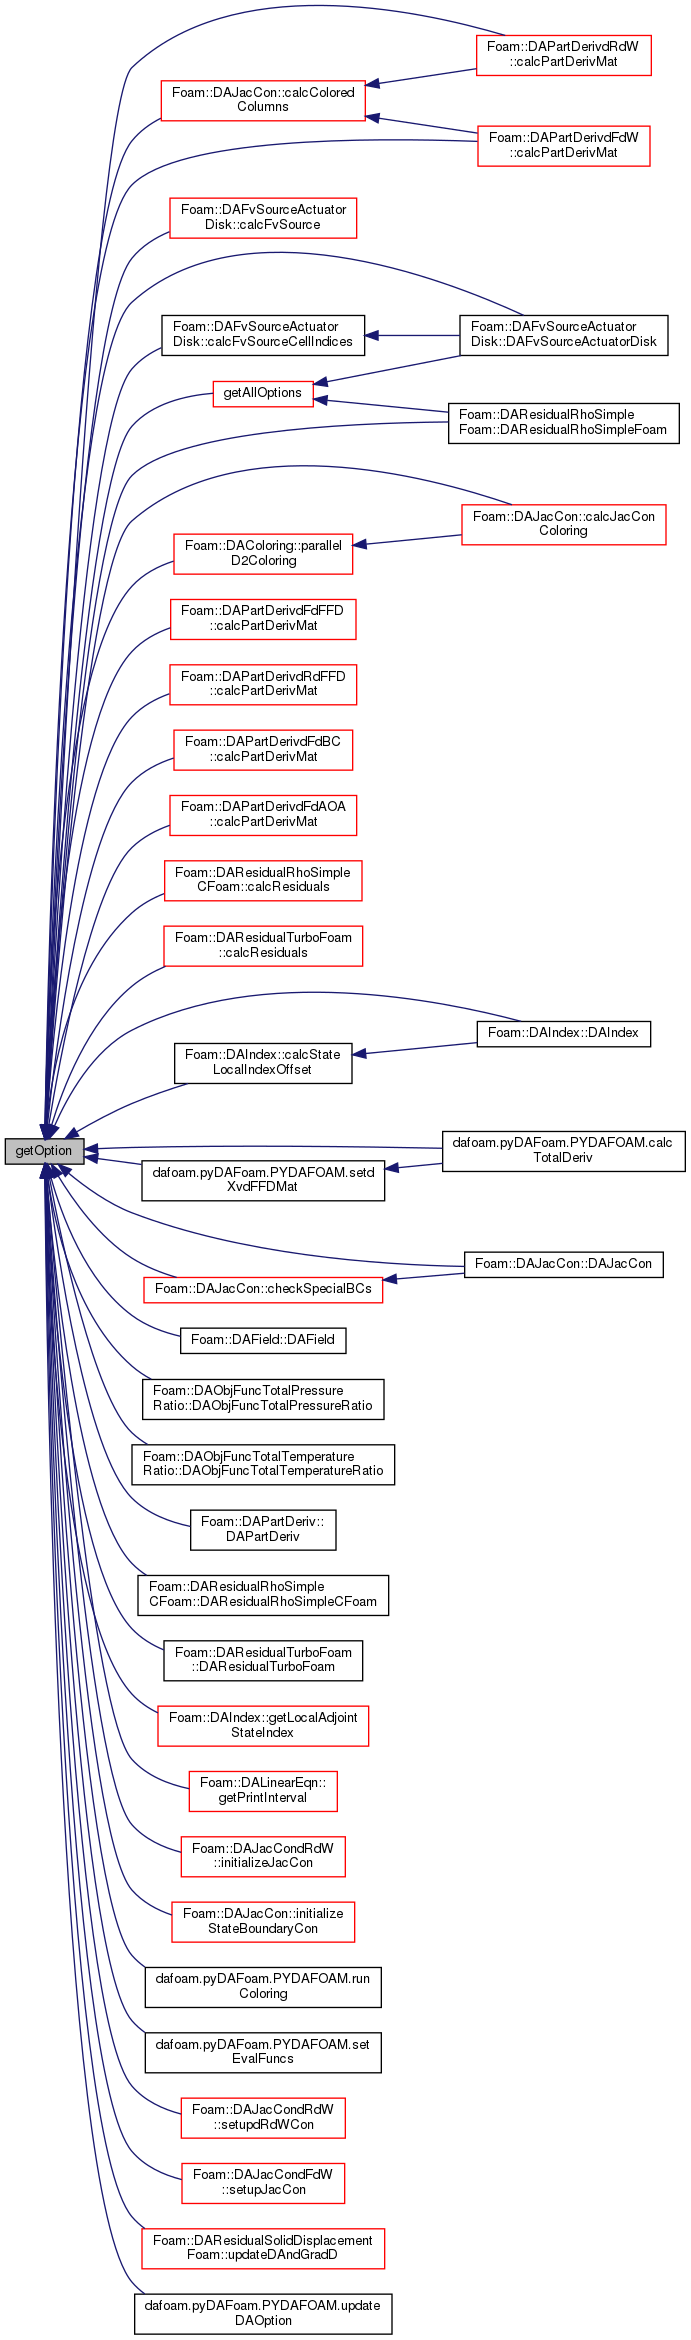 Foam::DAPartDerivdRdW
::calcPartDerivMat
Foam::DAJacCon::calcColored
Columns
Foam::DAPartDerivdFdW
::calcPartDerivMat
Foam::DAFvSourceActuator
Disk::calcFvSource
Foam::DAFvSourceActuator
Disk::calcFvSourceCellIndices
Foam::DAFvSourceActuator
Disk::DAFvSourceActuatorDisk
getAllOptions
Foam::DAResidualRhoSimple
Foam::DAResidualRhoSimpleFoam
Foam::DAJacCon::calcJacCon
Coloring
Foam::DAColoring::parallel
D2Coloring
Foam::DAPartDerivdFdFFD
::calcPartDerivMat
Foam::DAPartDerivdRdFFD
::calcPartDerivMat
Foam::DAPartDerivdFdBC
::calcPartDerivMat
Foam::DAPartDerivdFdAOA
::calcPartDerivMat
Foam::DAResidualRhoSimple
CFoam::calcResiduals
Foam::DAResidualTurboFoam
::calcResiduals
Foam::DAIndex::DAIndex
Foam::DAIndex::calcState
LocalIndexOffset
getOption
dafoam.pyDAFoam.PYDAFOAM.calc
TotalDeriv
dafoam.pyDAFoam.PYDAFOAM.setd
XvdFFDMat
Foam::DAJacCon::DAJacCon
Foam::DAJacCon::checkSpecialBCs
Foam::DAField::DAField
Foam::DAObjFuncTotalPressure
Ratio::DAObjFuncTotalPressureRatio
Foam::DAObjFuncTotalTemperature
Ratio::DAObjFuncTotalTemperatureRatio
Foam::DAPartDeriv::
DAPartDeriv
Foam::DAResidualRhoSimple
CFoam::DAResidualRhoSimpleCFoam
Foam::DAResidualTurboFoam
::DAResidualTurboFoam
Foam::DAIndex::getLocalAdjoint
StateIndex
Foam::DALinearEqn::
getPrintInterval
Foam::DAJacCondRdW
::initializeJacCon
Foam::DAJacCon::initialize
StateBoundaryCon
dafoam.pyDAFoam.PYDAFOAM.run
Coloring
dafoam.pyDAFoam.PYDAFOAM.set
EvalFuncs
Foam::DAJacCondRdW
::setupdRdWCon
Foam::DAJacCondFdW
::setupJacCon
Foam::DAResidualSolidDisplacement
Foam::updateDAndGradD
dafoam.pyDAFoam.PYDAFOAM.update
DAOption